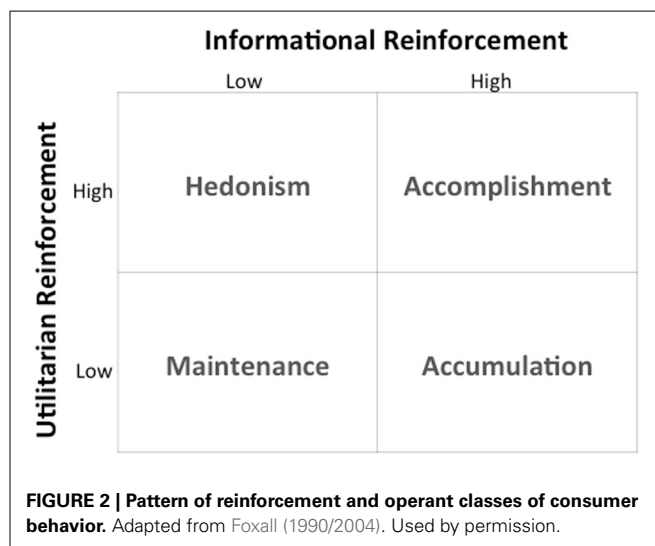 Informational Reinforcement
Low High
Utilitarian Reinforcement
High
Hedonism Accomplishment
Low
Maintenance Accumulation
FIGURE 2 | Pattern of reinforcement and operant classes of consumer
behavior. Adapted from Foxall (1990/2004). Used by permission.